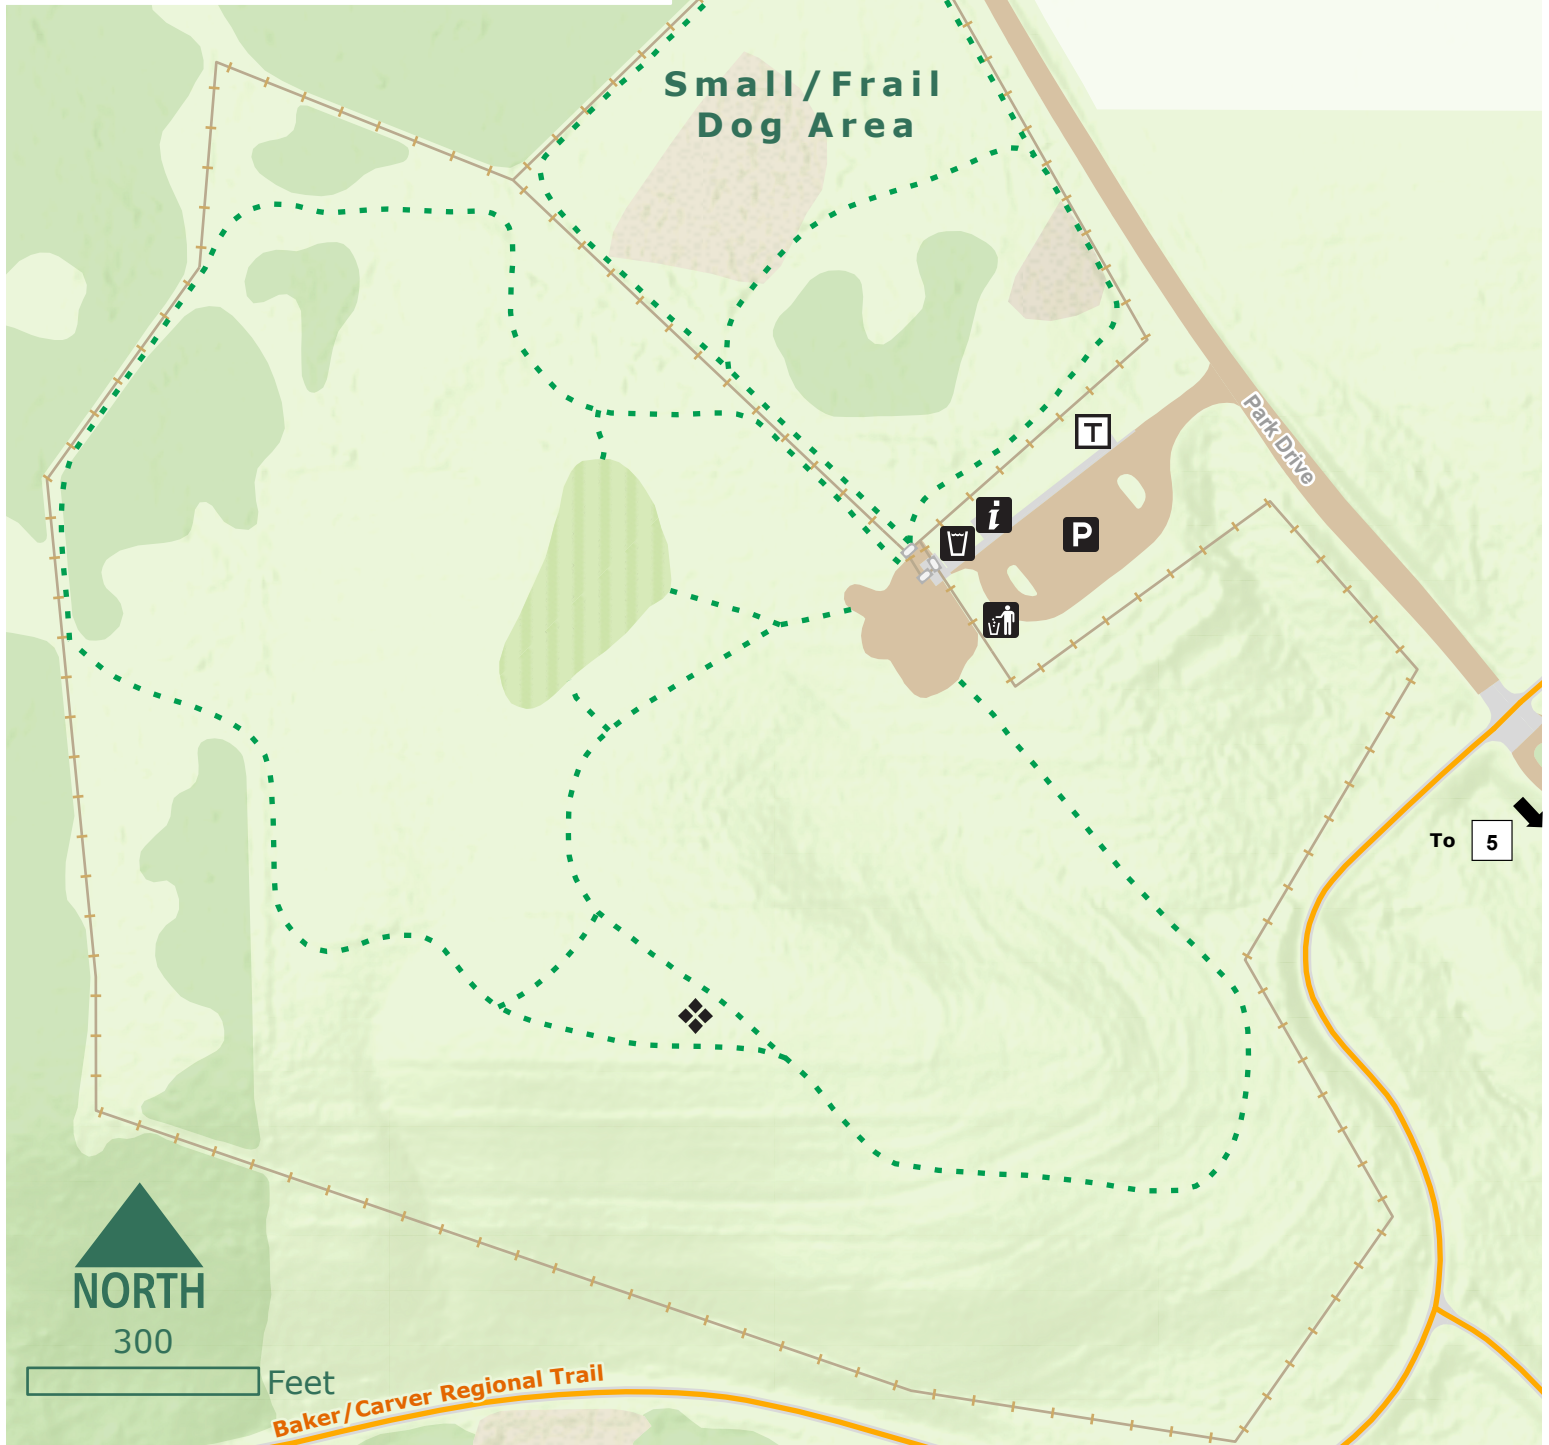 Small/Frail
Dog Area
Park Drive
T
i
P
To 5
NORTH
300
Feet
Baker/Carver Regional Trail